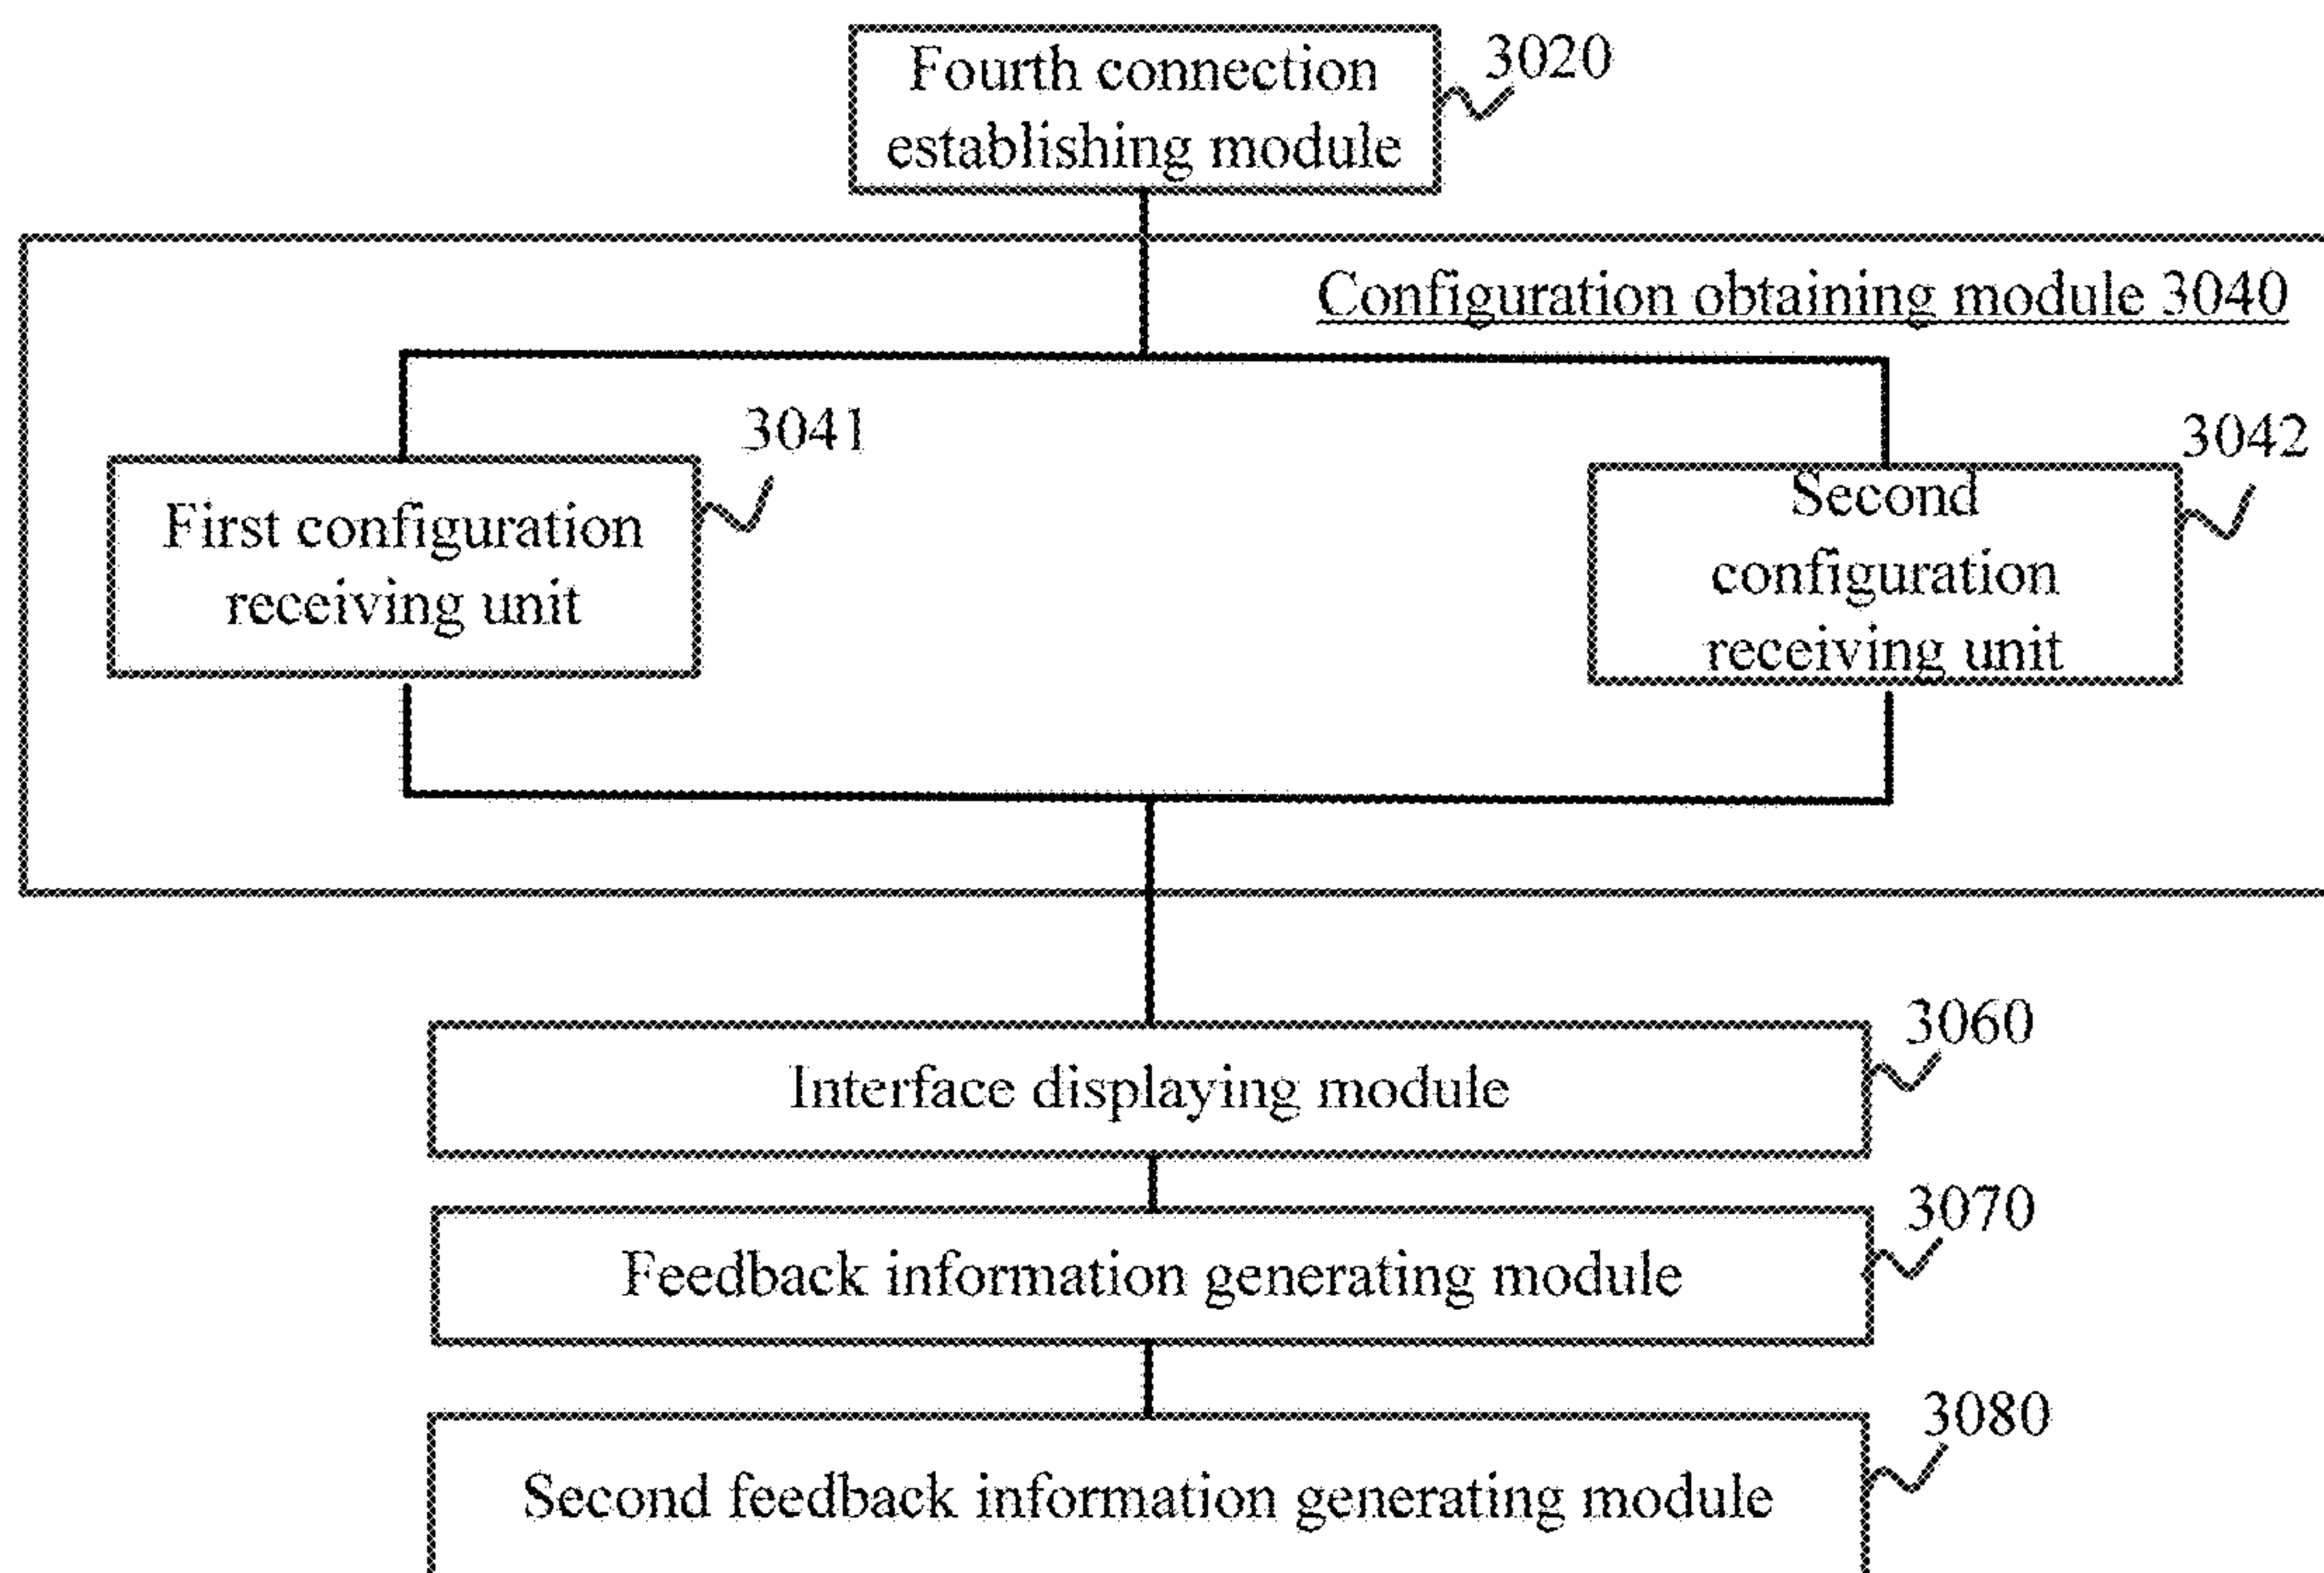 Fourth connection
establishing module
3020
Configuration obtaining module 3040
3041
First configuration
receiving unit
3042
Second
configuration
receiving unit
3060
Interface displaying module
3070
Feedback information generating module
3080
Second feedback information generating module